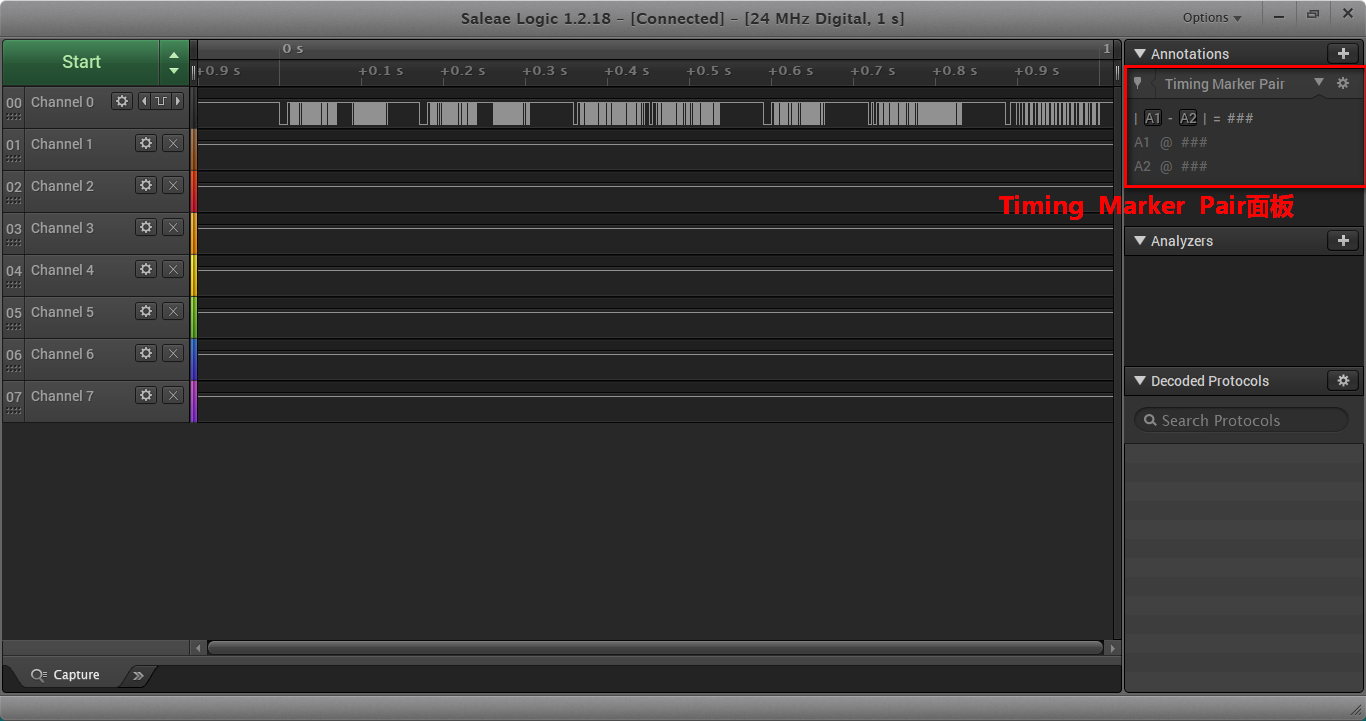 Saleae Logic 1.2.18 - [Connected] - [24 MHz Digital, 1 s]
Options
Start
0 s
1
+0.9 s
+0.1 s
+0.2 s
+0.3 s
+0.4 s
+0.5 s
+0.6 s
+0.7 s
+0.8 s
+0.9 s
00 Channel 0
01 Channel 1
02 Channel 2
03 Channel 3
04 Channel 4
05 Channel 5
06 Channel 6
07 Channel 7
Annotations
Timing Marker Pair
| A1 - A2 | = ###
A1 @ ###
A2 @ ###
Timing Marker Pair面板
Analyzers
Decoded Protocols
Search Protocols
Capture